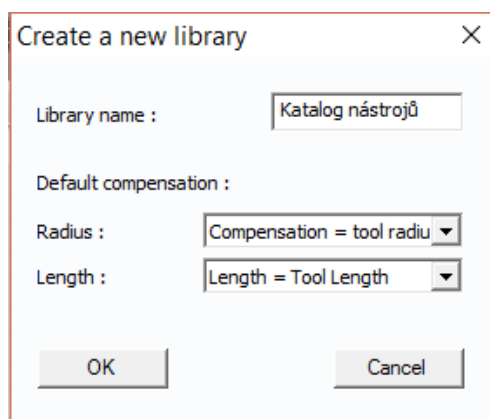 Create a new library
Library name : Katalog nástrojů
Default compensation :
Radius : Compensation = tool radiu
Length : Length = Tool Length
OK Cancel